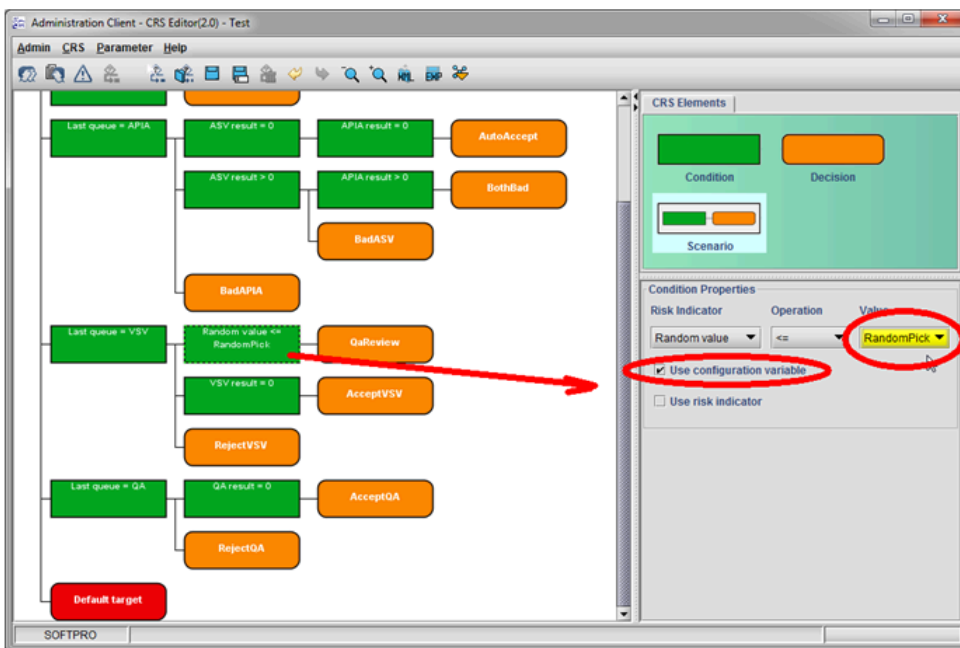 Administration Client - CRS Editor(2.0) - Test
Admin CRS Parameter Help
XML EXP
CRS Elements
Last queue = APIA
ASV result = 0
APIA result = 0
AutoAccept
Condition
Decision
ASV result > 0
APIA result > 0
BothBad
BadASV
Scenario
BadAPIA
Condition Properties
Risk Indicator Operation Value
Last queue = VSV
Random value <=
RandomPick
QaReview
Random value <= RandomPick
Use configuration variable
VSV result = 0
AcceptVSV
Use risk indicator
RejectVSV
Last queue = QA
QA result = 0
AcceptQA
RejectQA
Default target
SOFTPRO